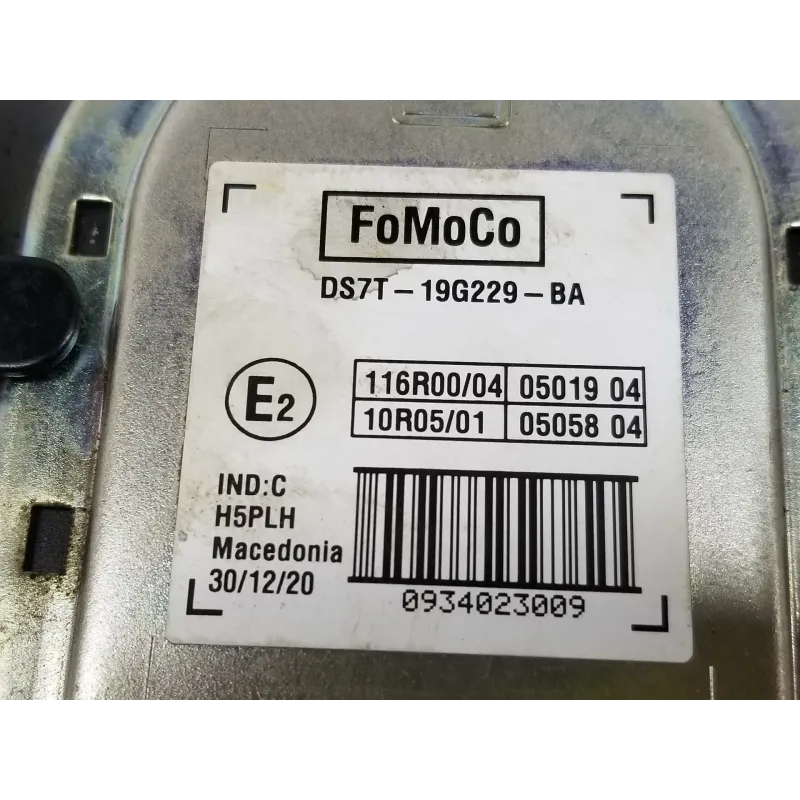 FoMoCo
DS7T-19G229-BA
E2
116R00/04 05019 04
10R05/01 05058 04
IND:C
H5PLH
Macedonia
30/12/20
0934023009